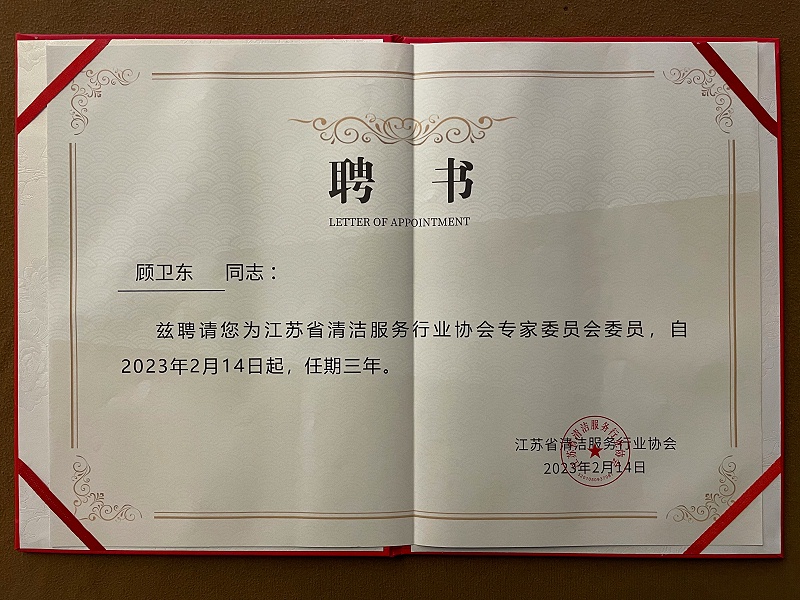 聘 书
LETTER OF APPOINTMENT
顾卫东 同志：
兹聘请您为江苏省清洁服务行业协会专家委员会委员，自
2023年2月14日起，任期三年。
江苏省清洁服务行业协会
2023年2月14日